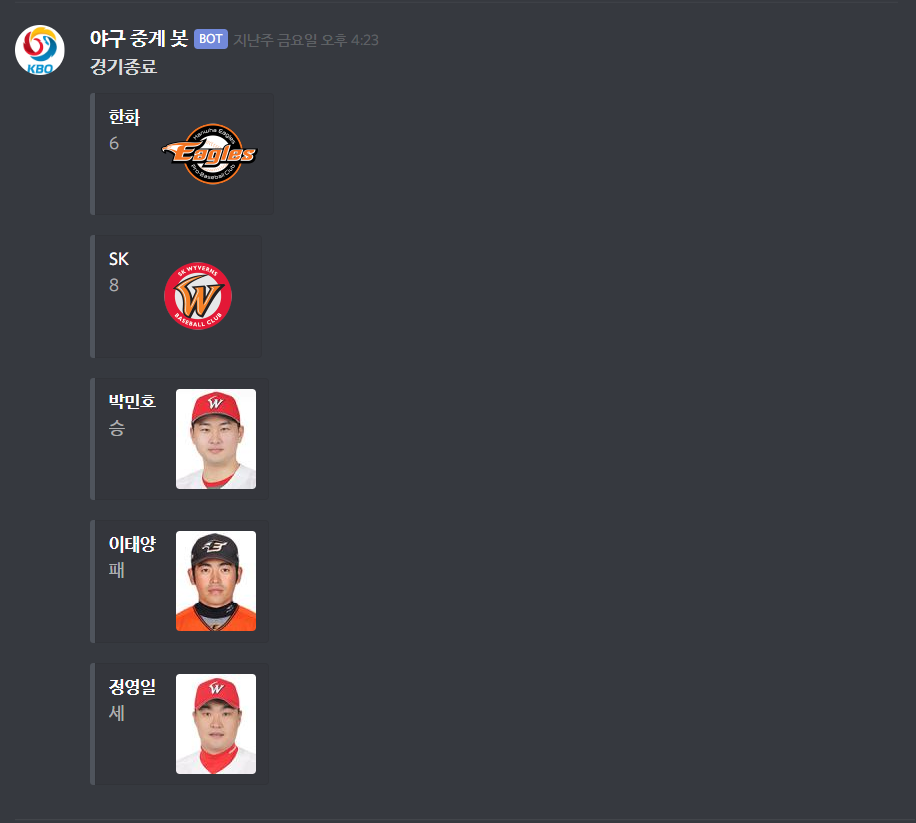 야구 중계 봇 BOT 지난주 금요일 오후 4:23
KBO
경기종료
한화
6
Hanwha Eagles
Eagles
Pro Baseball Club
SK
8
SK WYVERNS
W
BASEBALL CLUB
박민호
승
W
이태양
패
정영일
세
W